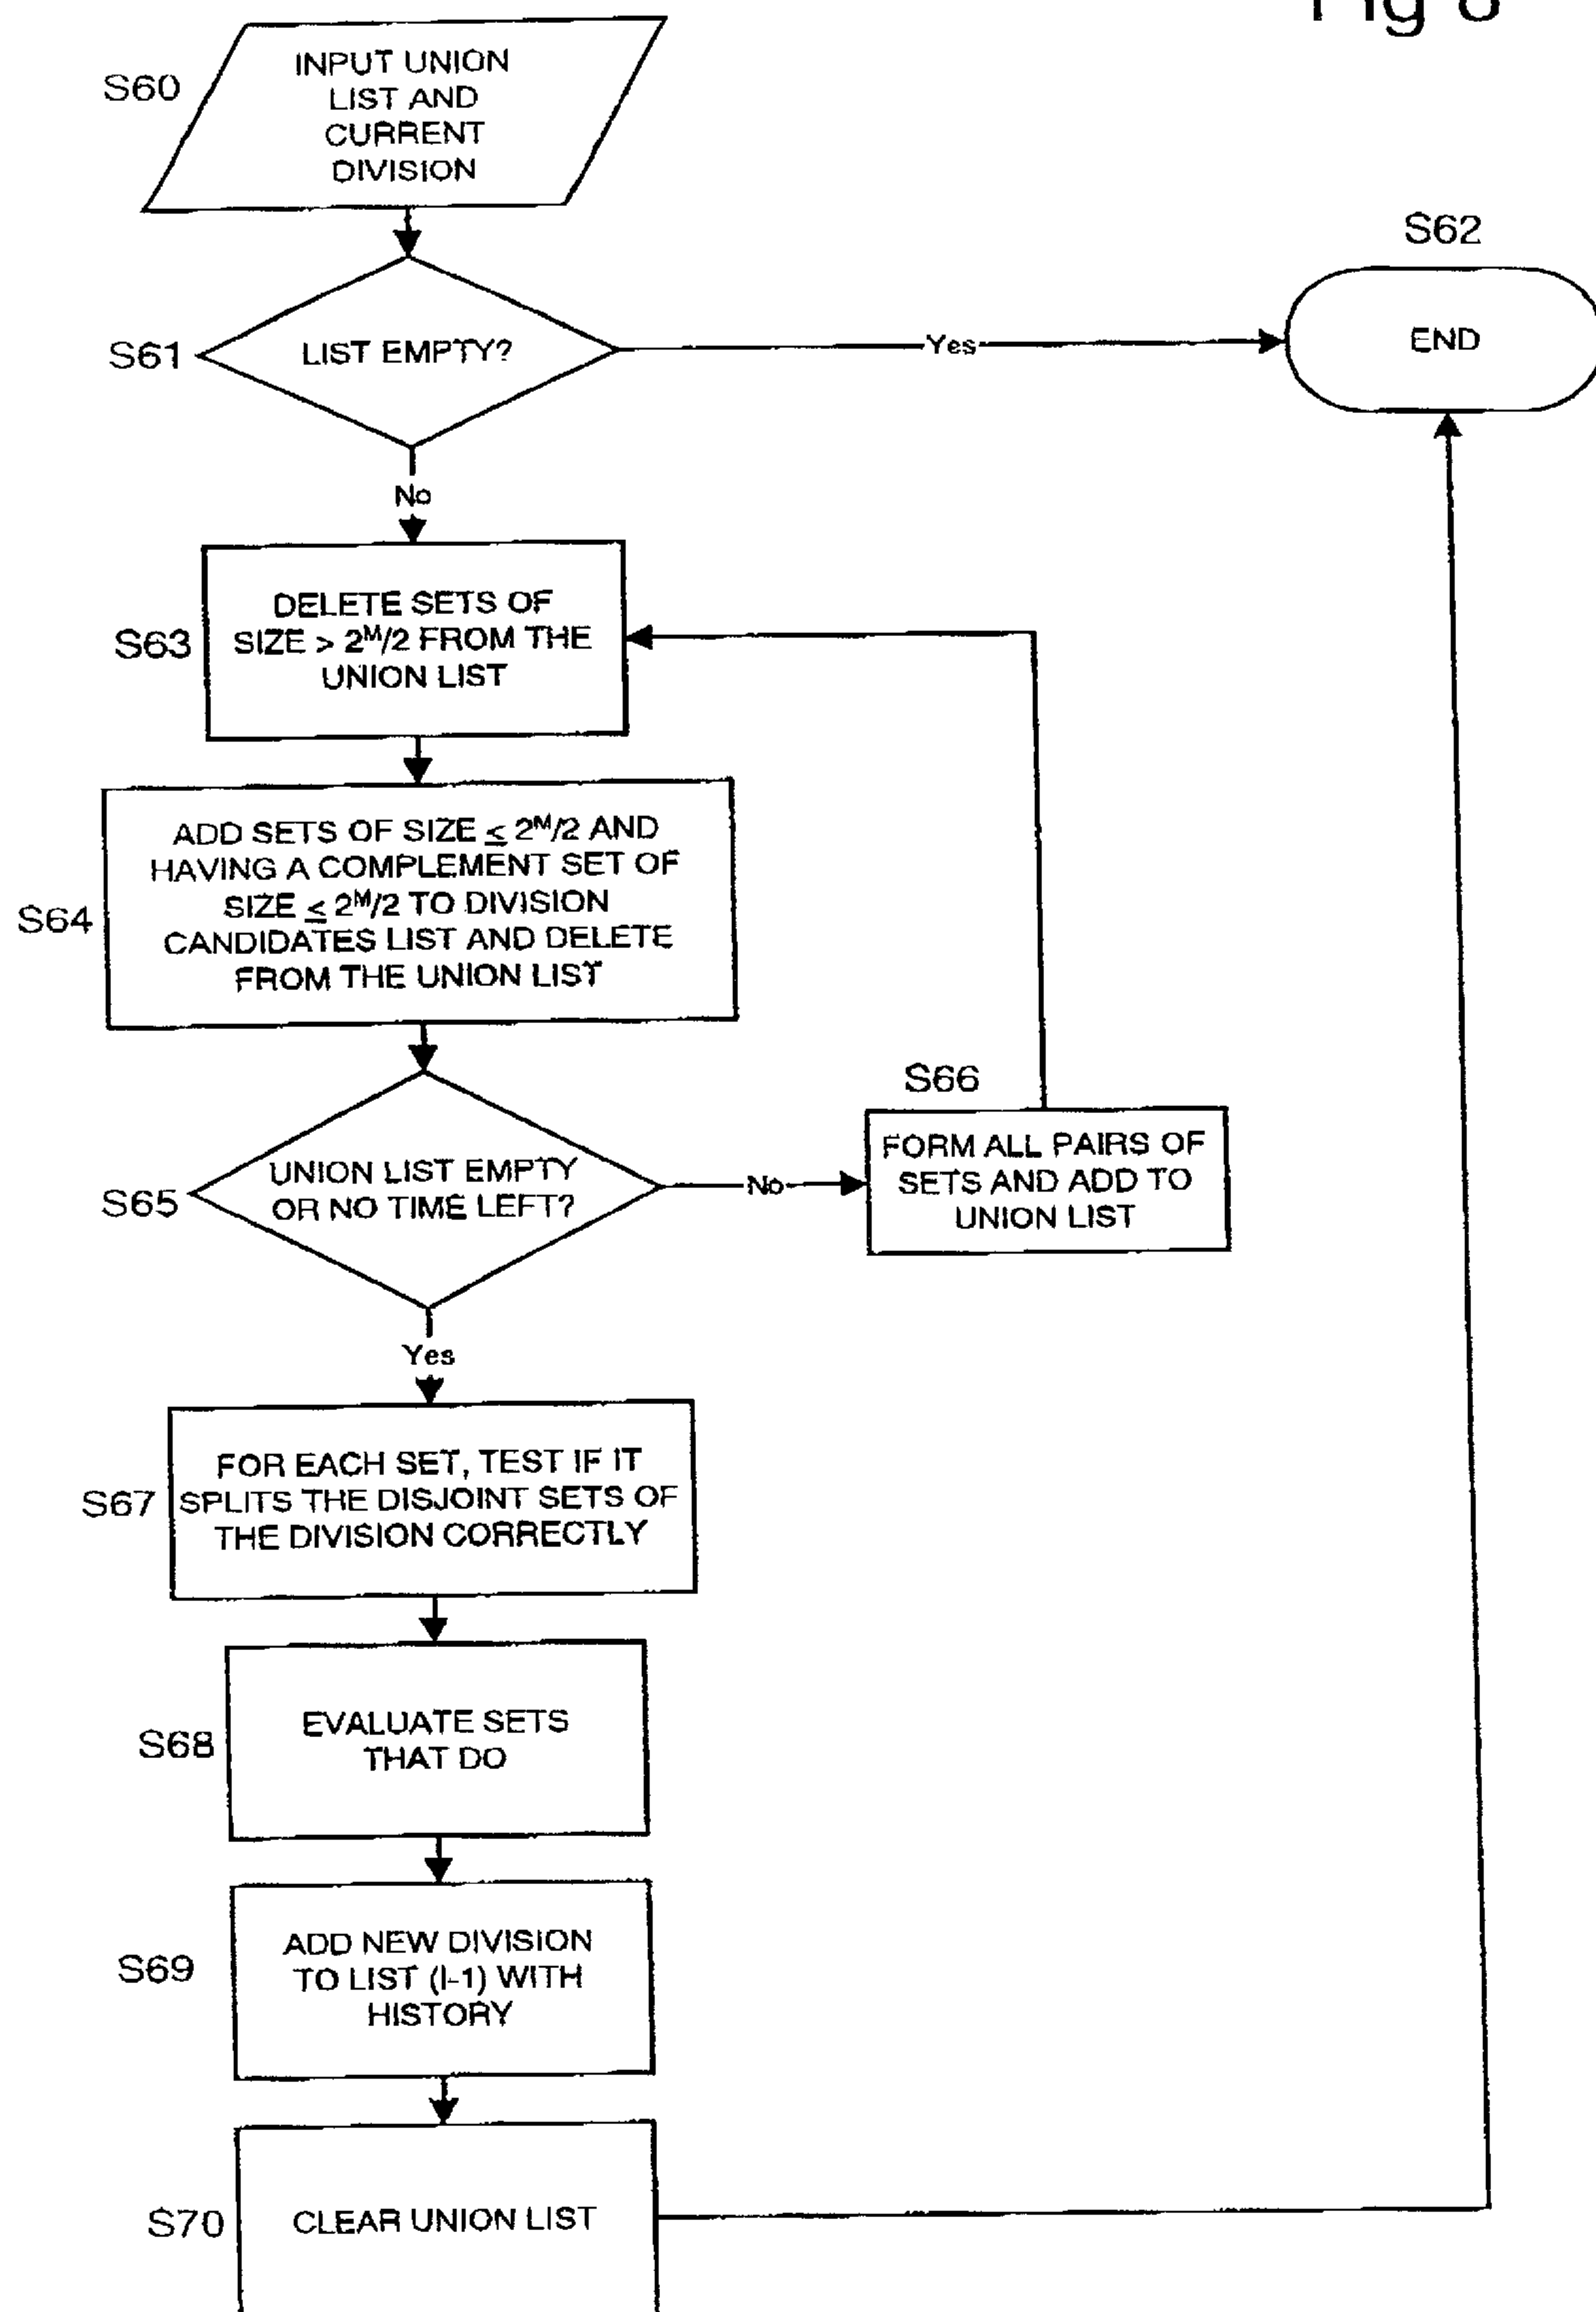 S60
INPUT UNION
LIST AND
CURRENT
DIVISION
S62
END
S61
LIST EMPTY?
Yes
No
S63
DELETE SETS OF
SIZE > 2ᴹ/2 FROM THE
UNION LIST
S64
ADD SETS OF SIZE ≤ 2ᴹ/2 AND
HAVING A COMPLEMENT SET OF
SIZE ≤ 2ᴹ/2 TO DIVISION
CANDIDATES LIST AND DELETE
FROM THE UNION LIST
S65
UNION LIST EMPTY
OR NO TIME LEFT?
No
S66
FORM ALL PAIRS OF
SETS AND ADD TO
UNION LIST
Yes
S67
FOR EACH SET, TEST IF IT
SPLITS THE DISJOINT SETS OF
THE DIVISION CORRECTLY
S68
EVALUATE SETS
THAT DO
S69
ADD NEW DIVISION
TO LIST (I-1) WITH
HISTORY
S70
CLEAR UNION LIST